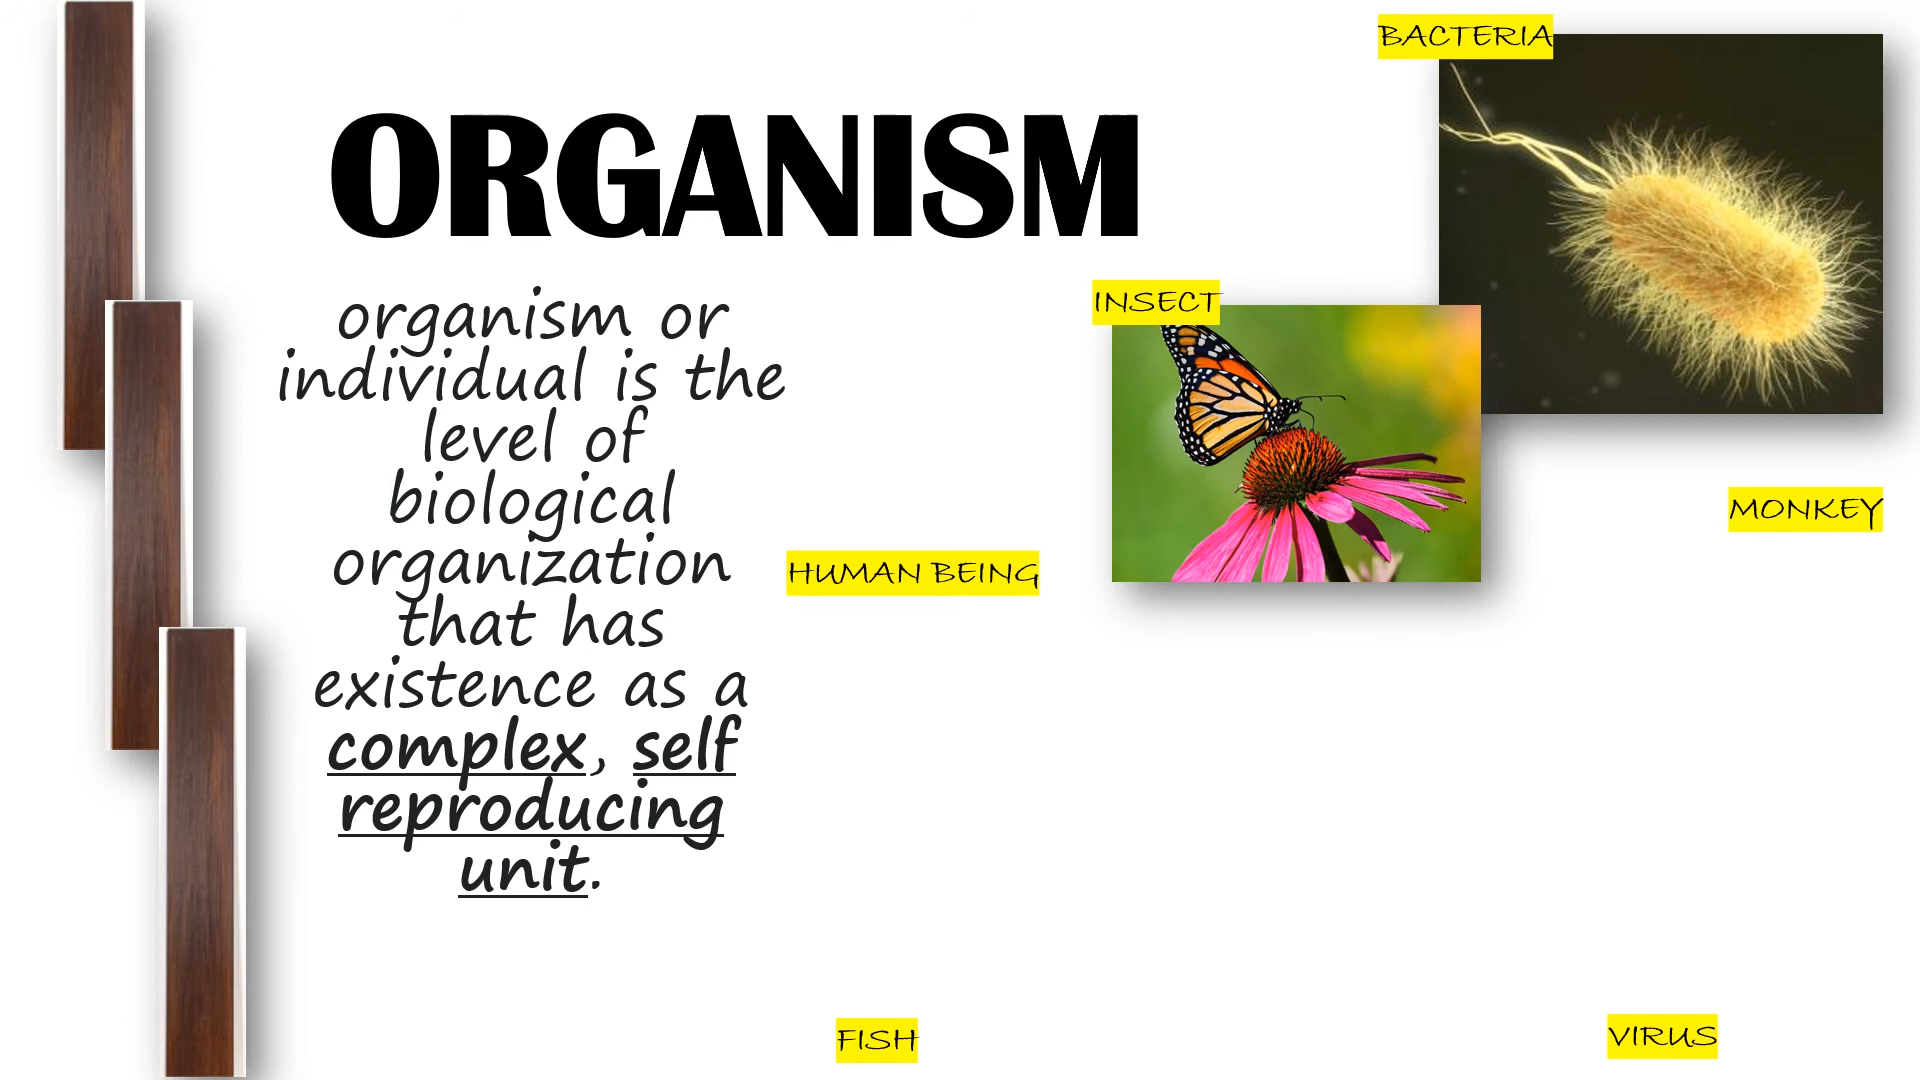 ORGANISM
organism or
individual is the
level of
biological
organization
that has
existence as a
complex, self
reproducing
unit.
BACTERIA
INSECT
MONKEY
HUMAN BEING
FISH
VIRUS